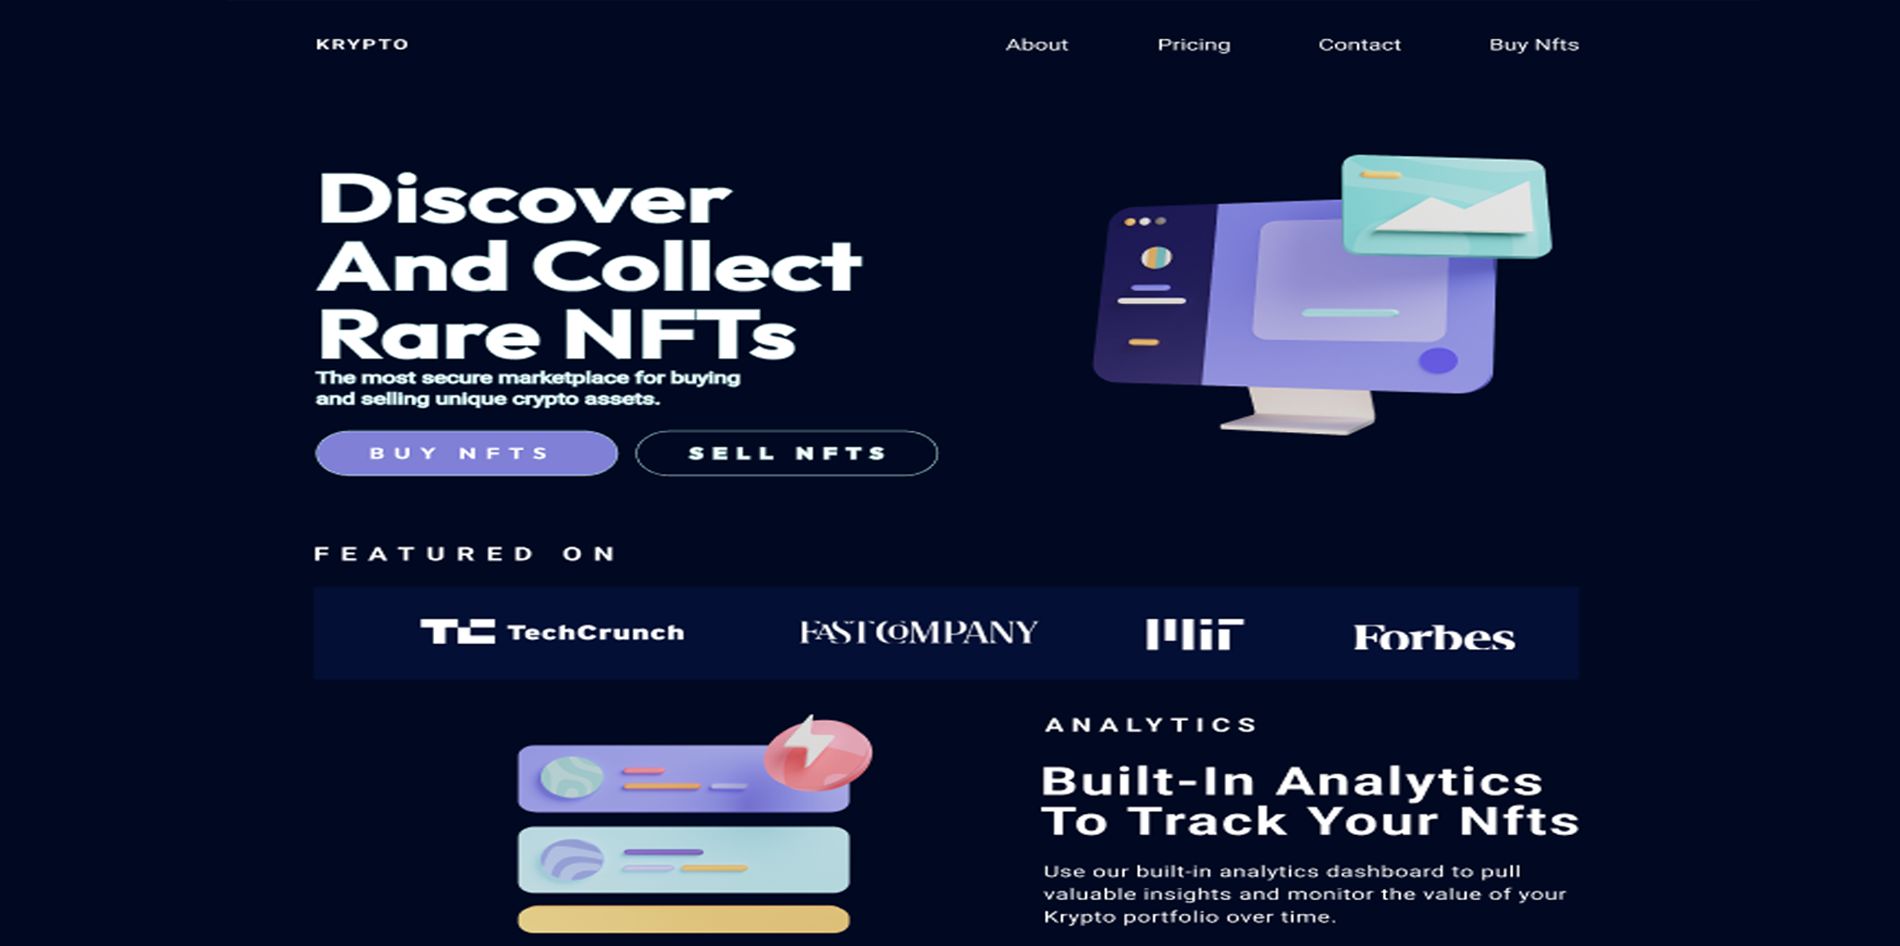 KRYPTO
About Pricing Contact Buy Nfts
Discover
And Collect
Rare NFTs
The most secure marketplace for buying
and selling unique crypto assets.
BUY NFTS
SELL NFTS
FEATURED ON
TC TechCrunch
FAST COMPANY
MIT
Forbes
ANALYTICS
Built-In Analytics
To Track Your Nfts
Use our built-in analytics dashboard to pull
valuable insights and monitor the value of your
Krypto portfolio over time.